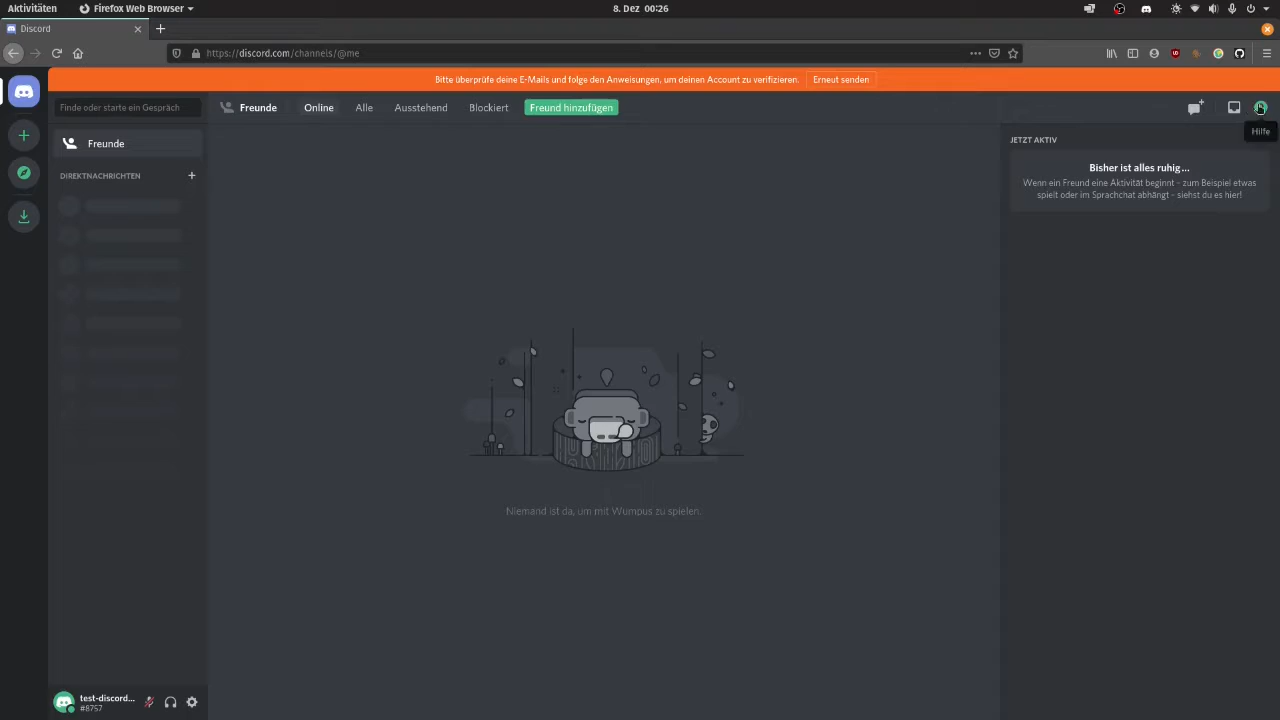 Aktivitäten
Firefox Web Browser
8. Dez 00:26
Discord
https://discord.com/channels/@me
Bitte überprüfe deine E-Mails und folge den Anweisungen, um deinen Account zu verifizieren.
Erneut senden
Finde oder starte ein Gespräch
Freunde
Online
Alle
Ausstehend
Blockiert
Freund hinzufügen
Hilfe
Freunde
DIREKTNACHRICHTEN
JETZT AKTIV
Bisher ist alles ruhig...
Wenn ein Freund eine Aktivität beginnt – zum Beispiel etwas
spielt oder im Sprachchat abhängt – siehst du es hier!
Niemand ist da, um mit Wumpus zu spielen.
test-discord...
#8757